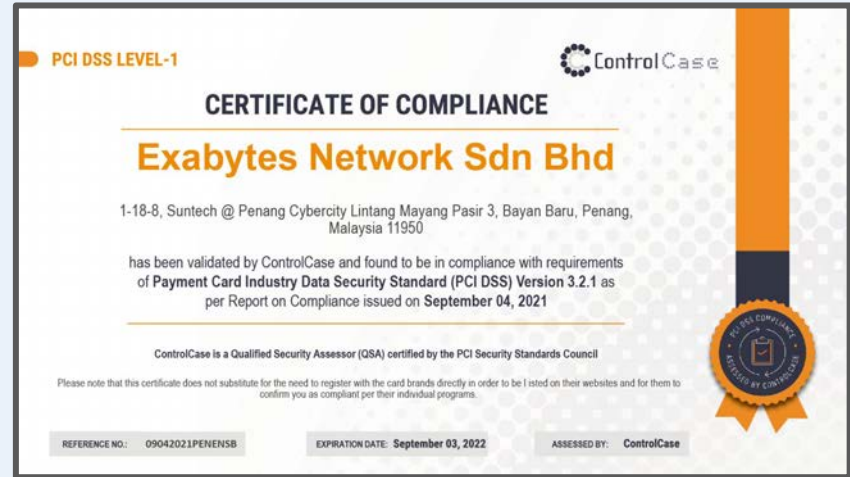 PCI DSS LEVEL-1
ControlCase
CERTIFICATE OF COMPLIANCE
Exabytes Network Sdn Bhd
1-18-8, Suntech @ Penang Cybercity Lintang Mayang Pasir 3, Bayan Baru, Penang,
Malaysia 11950
has been validated by ControlCase and found to be in compliance with requirements
of Payment Card Industry Data Security Standard (PCI DSS) Version 3.2.1 as
per Report on Compliance issued on September 04, 2021
ControlCase is a Qualified Security Assessor (QSA) certified by the PCI Security Standards Council
Please note that this certificate does not substitute for the need to register with the card brands directly in order to be l isted on their websites and for them to
confirm you as compliant per their individual programs.
PCI DSS COMPLIANCE
ASSESSED BY CONTROLCASE
REFERENCE NO.: 09042021PENENSB
EXPIRATION DATE: September 03, 2022
ASSESSED BY: ControlCase